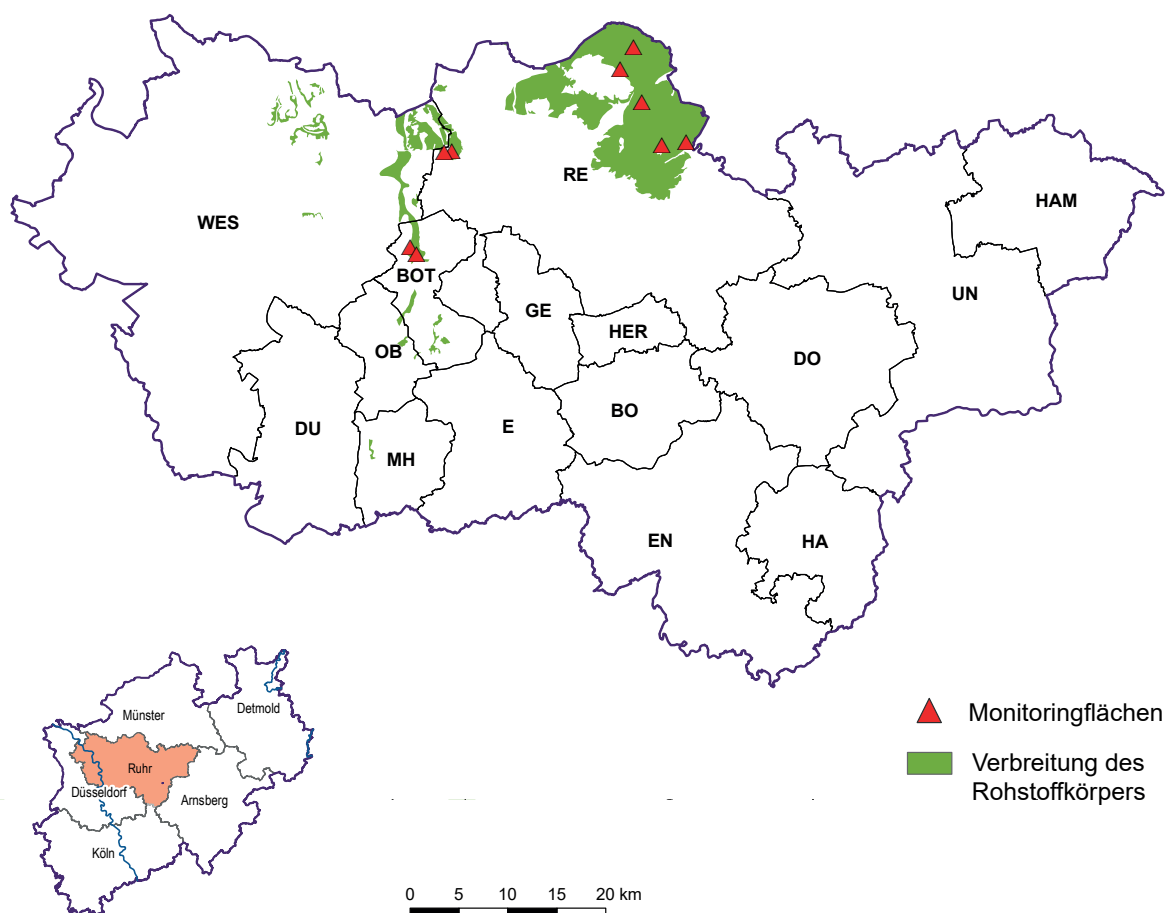 WES
RE
HAM
BOT
UN
GE
HER
OB
DO
DU
E
BO
MH
EN
HA
Münster
Detmold
Ruhr
Düsseldorf
Arnsberg
Köln
Monitoringflächen
Verbreitung des
Rohstoffkörpers
0 5 10 15 20 km